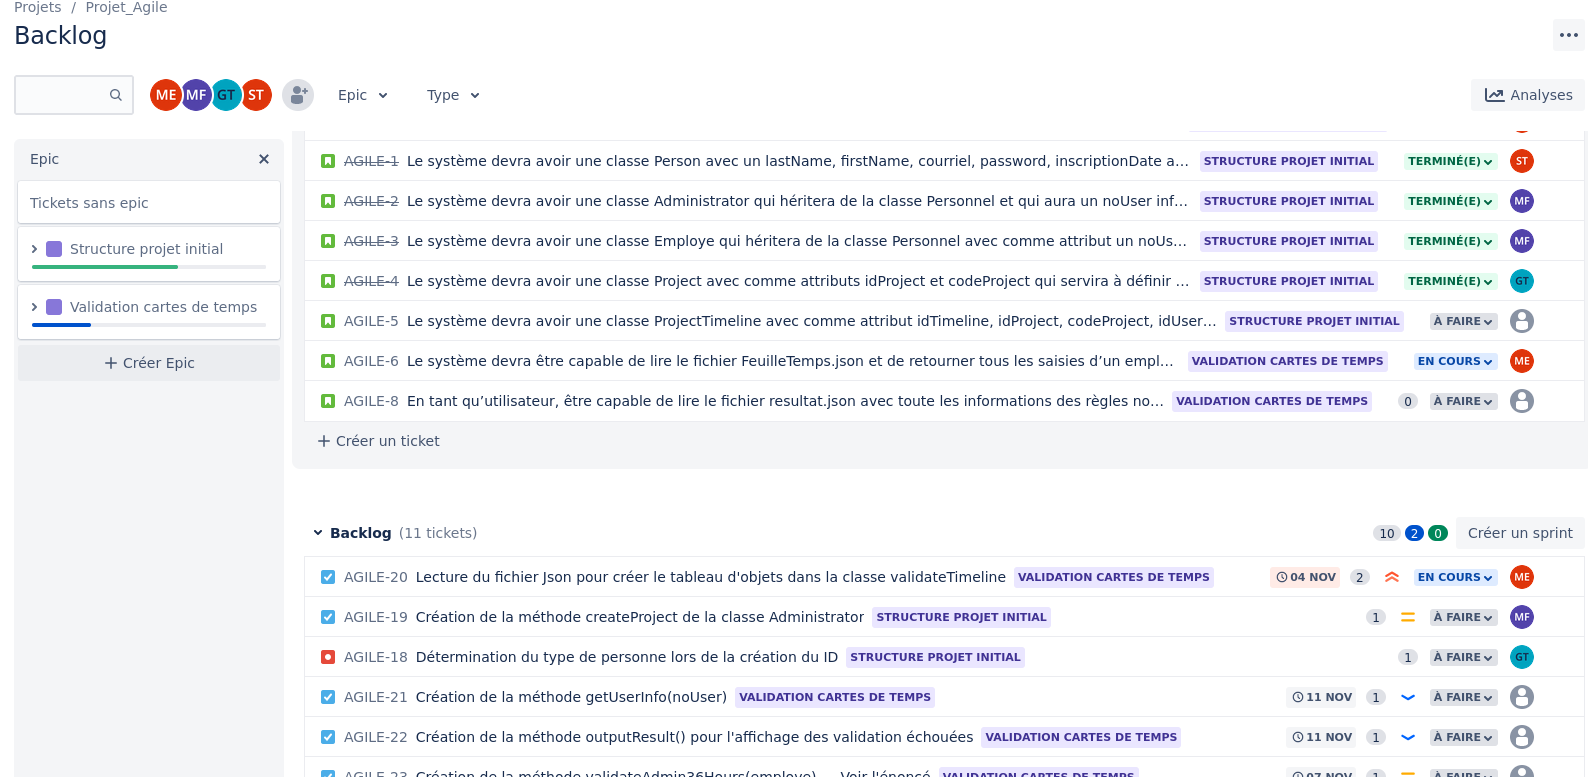 Projets / Projet_Agile
Backlog
ME MF GT ST Epic Type Analyses
Epic
Tickets sans epic
Structure projet initial
Validation cartes de temps
Créer Epic
AGILE-1 Le système devra avoir une classe Person avec un lastName, firstName, courriel, password, inscriptionDate a... STRUCTURE PROJET INITIAL TERMINÉ(E) ST
AGILE-2 Le système devra avoir une classe Administrator qui héritera de la classe Personnel et qui aura un noUser inf... STRUCTURE PROJET INITIAL TERMINÉ(E) MF
AGILE-3 Le système devra avoir une classe Employe qui héritera de la classe Personnel avec comme attribut un noUs... STRUCTURE PROJET INITIAL TERMINÉ(E) MF
AGILE-4 Le système devra avoir une classe Project avec comme attributs idProject et codeProject qui servira à définir ... STRUCTURE PROJET INITIAL TERMINÉ(E) GT
AGILE-5 Le système devra avoir une classe ProjectTimeline avec comme attribut idTimeline, idProject, codeProject, idUser... STRUCTURE PROJET INITIAL À FAIRE
AGILE-6 Le système devra être capable de lire le fichier FeuilleTemps.json et de retourner tous les saisies d’un empl... VALIDATION CARTES DE TEMPS EN COURS ME
AGILE-8 En tant qu’utilisateur, être capable de lire le fichier resultat.json avec toute les informations des règles no... VALIDATION CARTES DE TEMPS 0 À FAIRE
Créer un ticket
Backlog (11 tickets) 10 2 0 Créer un sprint
AGILE-20 Lecture du fichier Json pour créer le tableau d'objets dans la classe validateTimeline VALIDATION CARTES DE TEMPS 04 NOV 2 EN COURS ME
AGILE-19 Création de la méthode createProject de la classe Administrator STRUCTURE PROJET INITIAL 1 À FAIRE MF
AGILE-18 Détermination du type de personne lors de la création du ID STRUCTURE PROJET INITIAL 1 À FAIRE GT
AGILE-21 Création de la méthode getUserInfo(noUser) VALIDATION CARTES DE TEMPS 11 NOV 1 À FAIRE
AGILE-22 Création de la méthode outputResult() pour l'affichage des validation échouées VALIDATION CARTES DE TEMPS 11 NOV 1 À FAIRE
AGILE-23 Création de la méthode validateAdmin36Hours(employe) ... Voir l'énoncé VALIDATION CARTES DE TEMPS 07 NOV 1 À FAIRE